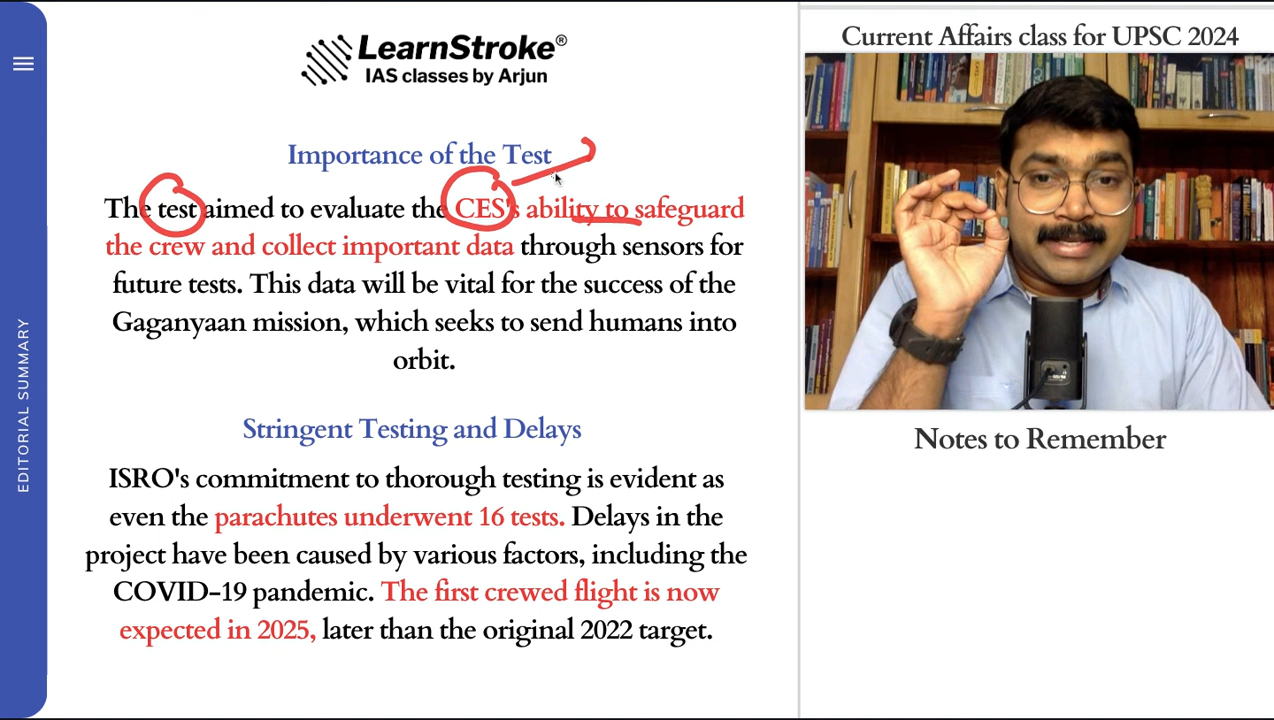 LearnStroke®
IAS classes by Arjun
Importance of the Test
The test aimed to evaluate the CES's ability to safeguard
the crew and collect important data through sensors for
future tests. This data will be vital for the success of the
Gaganyaan mission, which seeks to send humans into
orbit.
Stringent Testing and Delays
ISRO's commitment to thorough testing is evident as
even the parachutes underwent 16 tests. Delays in the
project have been caused by various factors, including the
COVID-19 pandemic. The first crewed flight is now
expected in 2025, later than the original 2022 target.
EDITORIAL SUMMARY
Current Affairs class for UPSC 2024
Notes to Remember